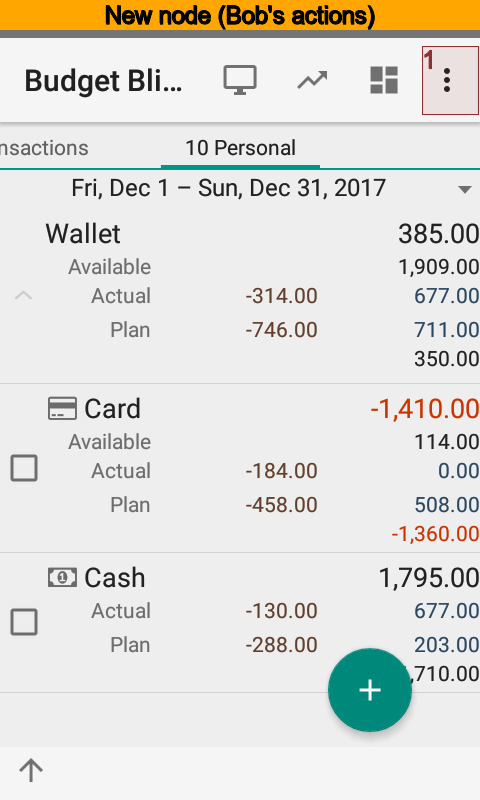 New node (Bob's actions)
Budget Bli...
1
nsactions
10 Personal
Fri, Dec 1 – Sun, Dec 31, 2017
Wallet 385.00
Available 1,909.00
Actual -314.00 677.00
Plan -746.00 711.00
350.00
Card -1,410.00
Available 114.00
Actual -184.00 0.00
Plan -458.00 508.00
-1,360.00
Cash 1,795.00
Actual -130.00 677.00
Plan -288.00 203.00
,710.00